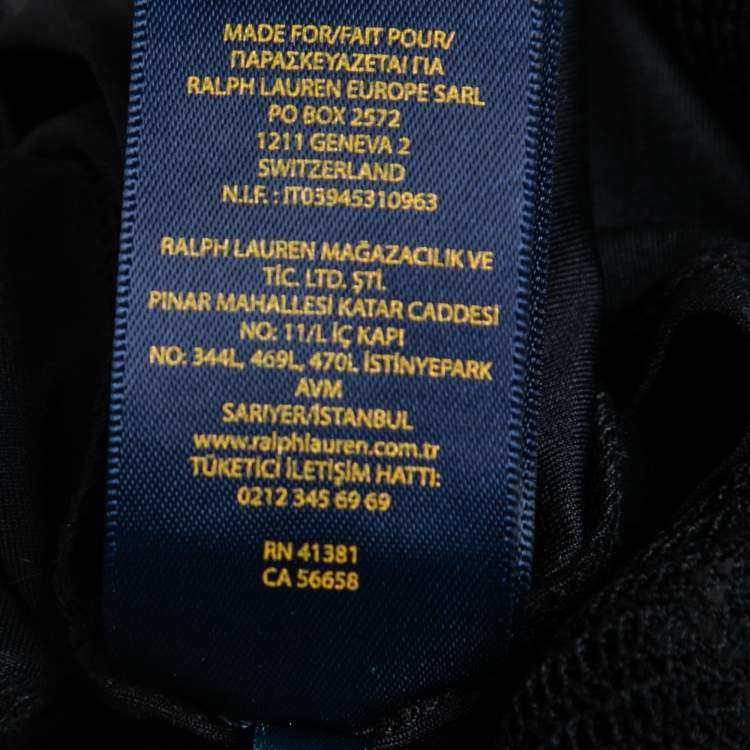 MADE FOR/FAIT POUR/
ΠΑΡΑΣΚΕΥΑΖΕΤΑΙ ΓΙΑ
RALPH LAUREN EUROPE SARL
PO BOX 2572
1211 GENEVA 2
SWITZERLAND
N.I.F. : IT03945310963
RALPH LAUREN MAĞAZACILIK VE
TİC. LTD. ŞTİ.
PINAR MAHALLESİ KATAR CADDESİ
NO: 11/L İÇ KAPI
NO: 344L, 469L, 470L İSTİNYEPARK
AVM
SARIYER/İSTANBUL
www.ralphlauren.com.tr
TÜKETİCİ İLETİŞİM HATTI:
0212 345 69 69
RN 41381
CA 56658